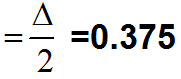 = Δ/2 =0.375